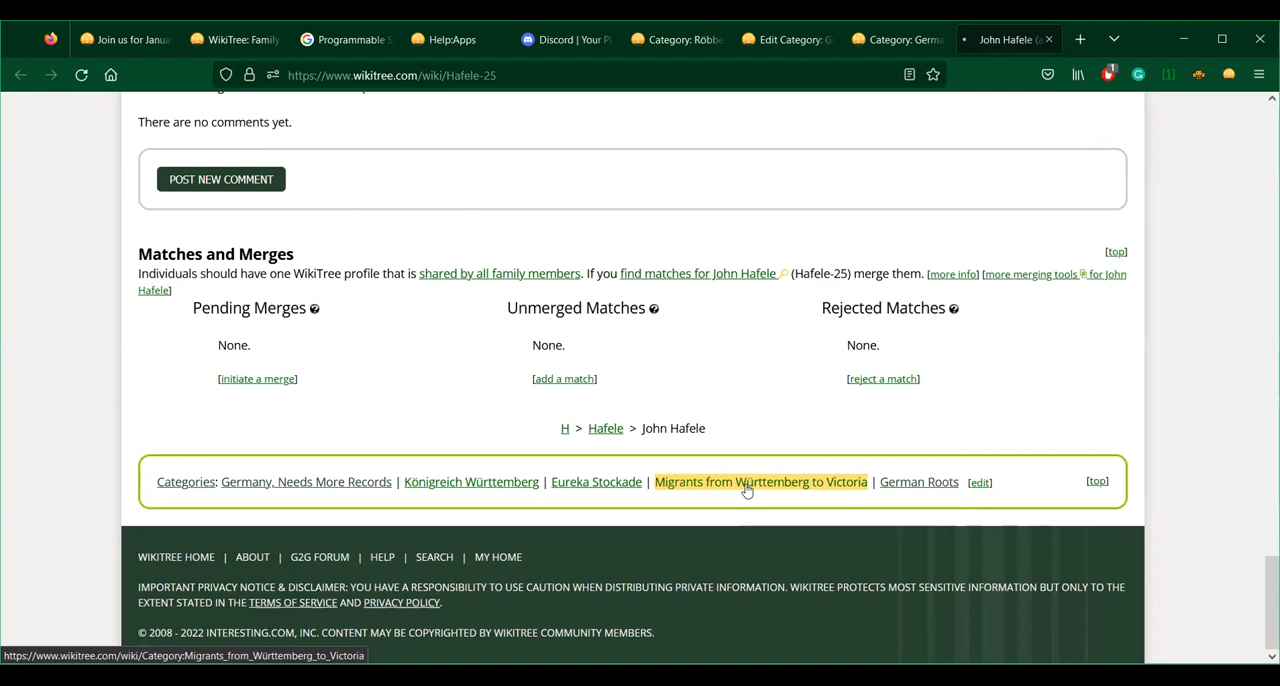 Join us for Janua
WikiTree: Family
Programmable S
Help:Apps
Discord | Your Pl
Category: Röbbe
Edit Category: G
Category: Germa
John Hafele (a
https://www.wikitree.com/wiki/Hafele-25
1
There are no comments yet.
POST NEW COMMENT
Matches and Merges
[top]
Individuals should have one WikiTree profile that is shared by all family members. If you find matches for John Hafele (Hafele-25) merge them. [more info] [more merging tools for John
Hafele]
Pending Merges Unmerged Matches Rejected Matches
None. None. None.
[initiate a merge] [add a match] [reject a match]
H > Hafele > John Hafele
Categories: Germany, Needs More Records | Königreich Württemberg | Eureka Stockade | Migrants from Württemberg to Victoria | German Roots [edit] [top]
WIKITREE HOME | ABOUT | G2G FORUM | HELP | SEARCH | MY HOME
IMPORTANT PRIVACY NOTICE & DISCLAIMER: YOU HAVE A RESPONSIBILITY TO USE CAUTION WHEN DISTRIBUTING PRIVATE INFORMATION. WIKITREE PROTECTS MOST SENSITIVE INFORMATION BUT ONLY TO THE
EXTENT STATED IN THE TERMS OF SERVICE AND PRIVACY POLICY.
© 2008 - 2022 INTERESTING.COM, INC. CONTENT MAY BE COPYRIGHTED BY WIKITREE COMMUNITY MEMBERS.
https://www.wikitree.com/wiki/Category:Migrants_from_Württemberg_to_Victoria